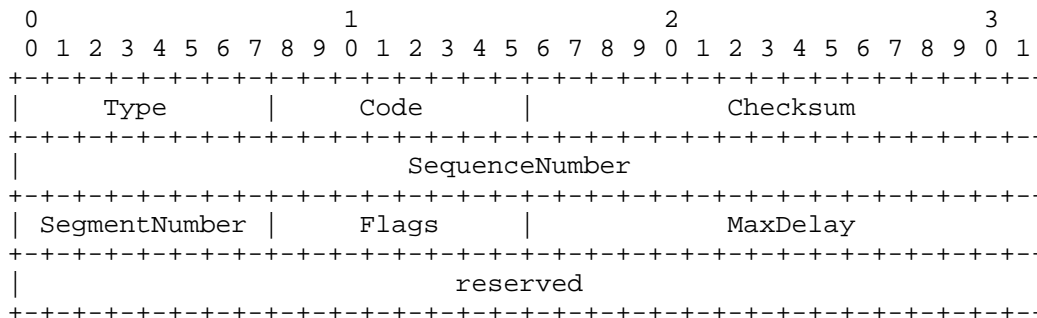 0                   1                   2                   3
 0 1 2 3 4 5 6 7 8 9 0 1 2 3 4 5 6 7 8 9 0 1 2 3 4 5 6 7 8 9 0 1
+-+-+-+-+-+-+-+-+-+-+-+-+-+-+-+-+-+-+-+-+-+-+-+-+-+-+-+-+-+-+-+--
|     Type      |     Code      |            Checksum
+-+-+-+-+-+-+-+-+-+-+-+-+-+-+-+-+-+-+-+-+-+-+-+-+-+-+-+-+-+-+-+--
|                        SequenceNumber
+-+-+-+-+-+-+-+-+-+-+-+-+-+-+-+-+-+-+-+-+-+-+-+-+-+-+-+-+-+-+-+--
| SegmentNumber |     Flags     |            MaxDelay
+-+-+-+-+-+-+-+-+-+-+-+-+-+-+-+-+-+-+-+-+-+-+-+-+-+-+-+-+-+-+-+--
|                           reserved
+-+-+-+-+-+-+-+-+-+-+-+-+-+-+-+-+-+-+-+-+-+-+-+-+-+-+-+-+-+-+-+--